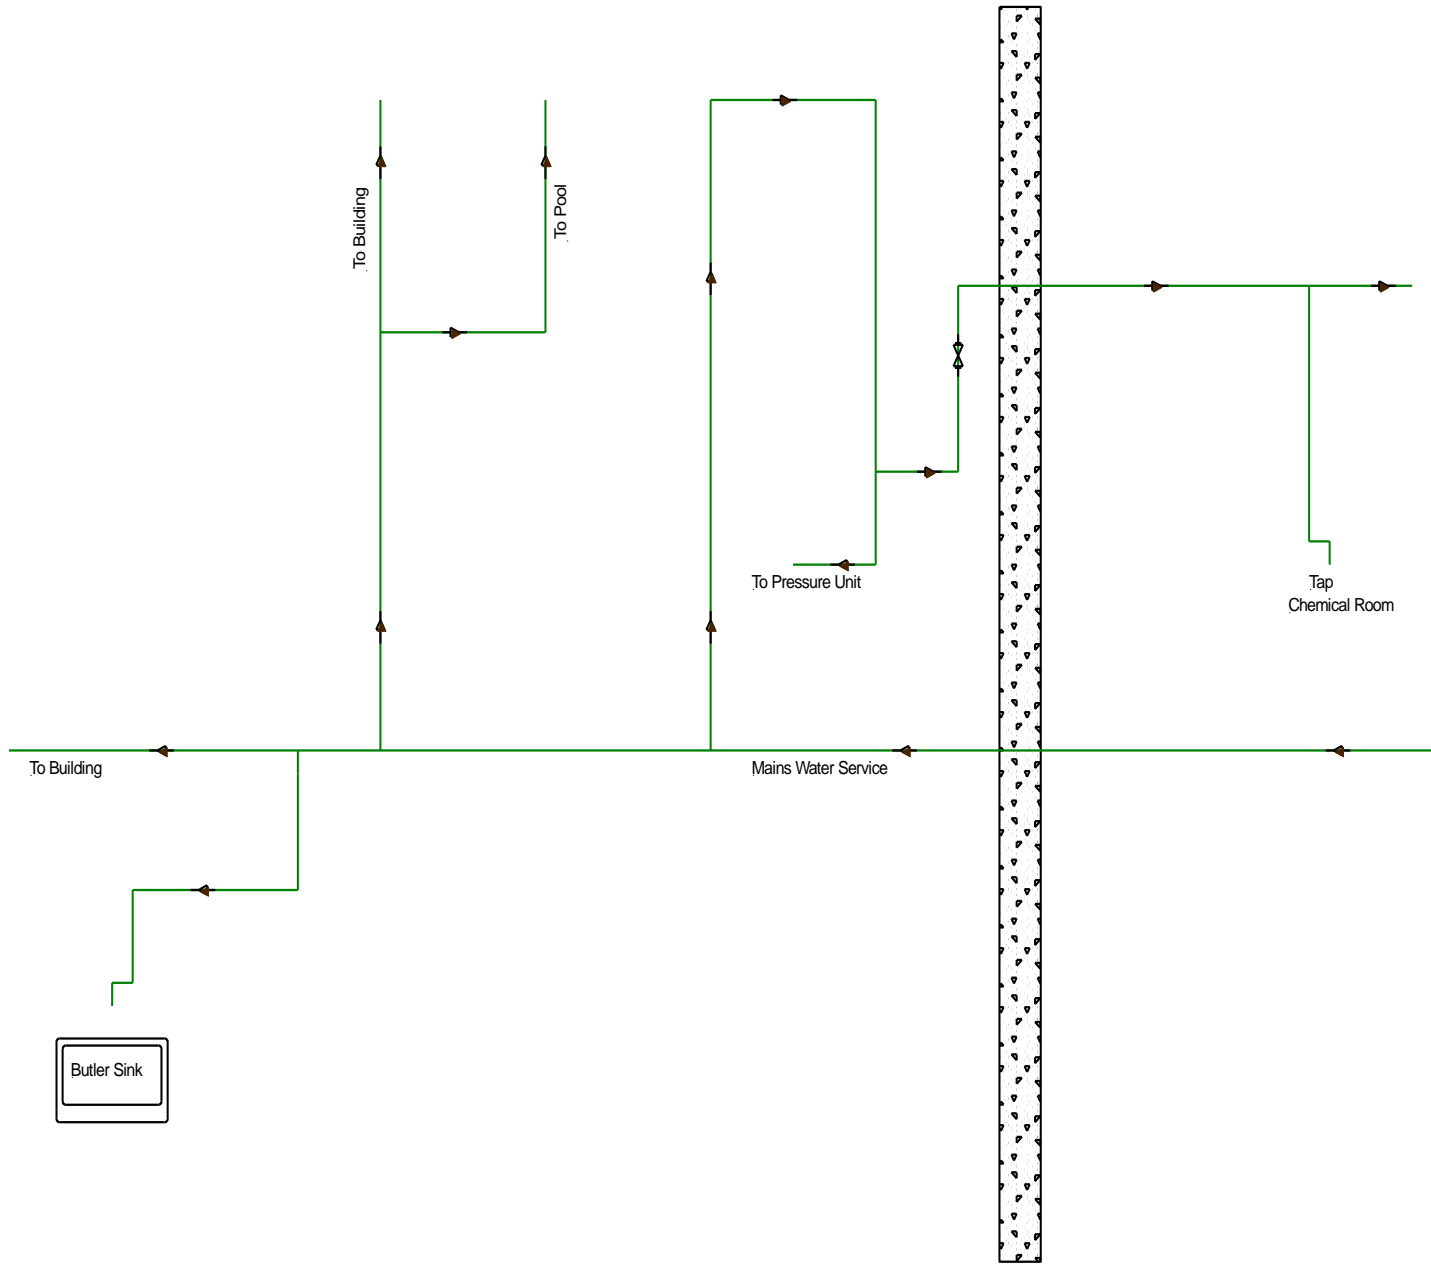 To Building
To Pool
To Pressure Unit
Tap
Chemical Room
To Building
Mains Water Service
Butler Sink